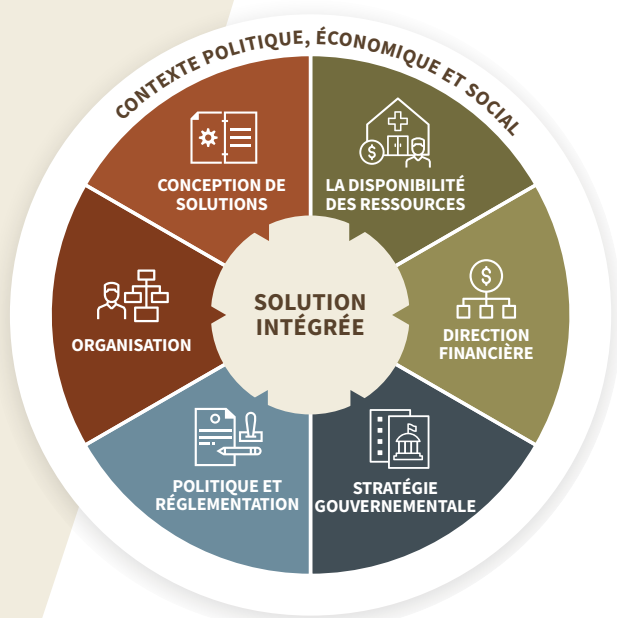 CONTEXTE POLITIQUE, ÉCONOMIQUE ET SOCIAL
CONCEPTION DE
SOLUTIONS
LA DISPONIBILITÉ
DES RESSOURCES
ORGANISATION
SOLUTION
INTÉGRÉE
DIRECTION
FINANCIÈRE
POLITIQUE ET
RÉGLEMENTATION
STRATÉGIE
GOUVERNEMENTALE